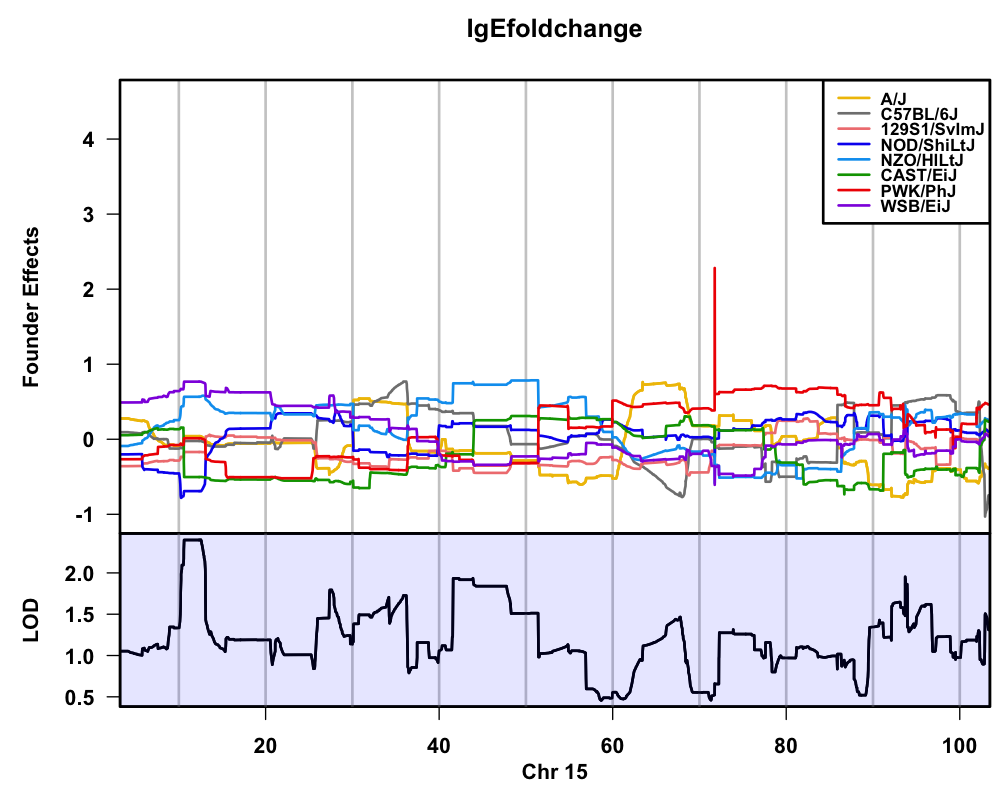 IgEfoldchange
A/J
C57BL/6J
129S1/SvImJ
NOD/ShiLtJ
NZO/HlLtJ
CAST/EiJ
PWK/PhJ
WSB/EiJ
Founder Effects
4
3
2
1
0
-1
LOD
2.0
1.5
1.0
0.5
20 40 60 80 100
Chr 15